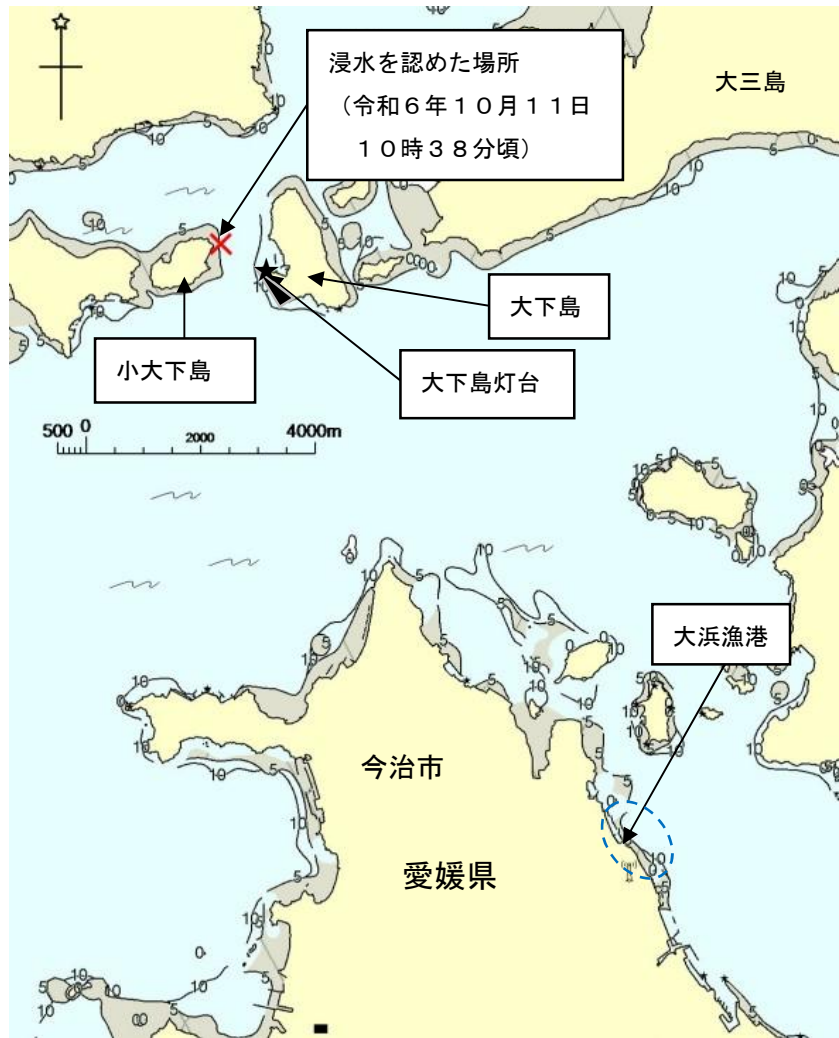 浸水を認めた場所
（令和６年１０月１１日
１０時３８分頃）
大三島
大下島
小大下島
大下島灯台
500 0 2000 4000m
大浜漁港
今治市
愛媛県